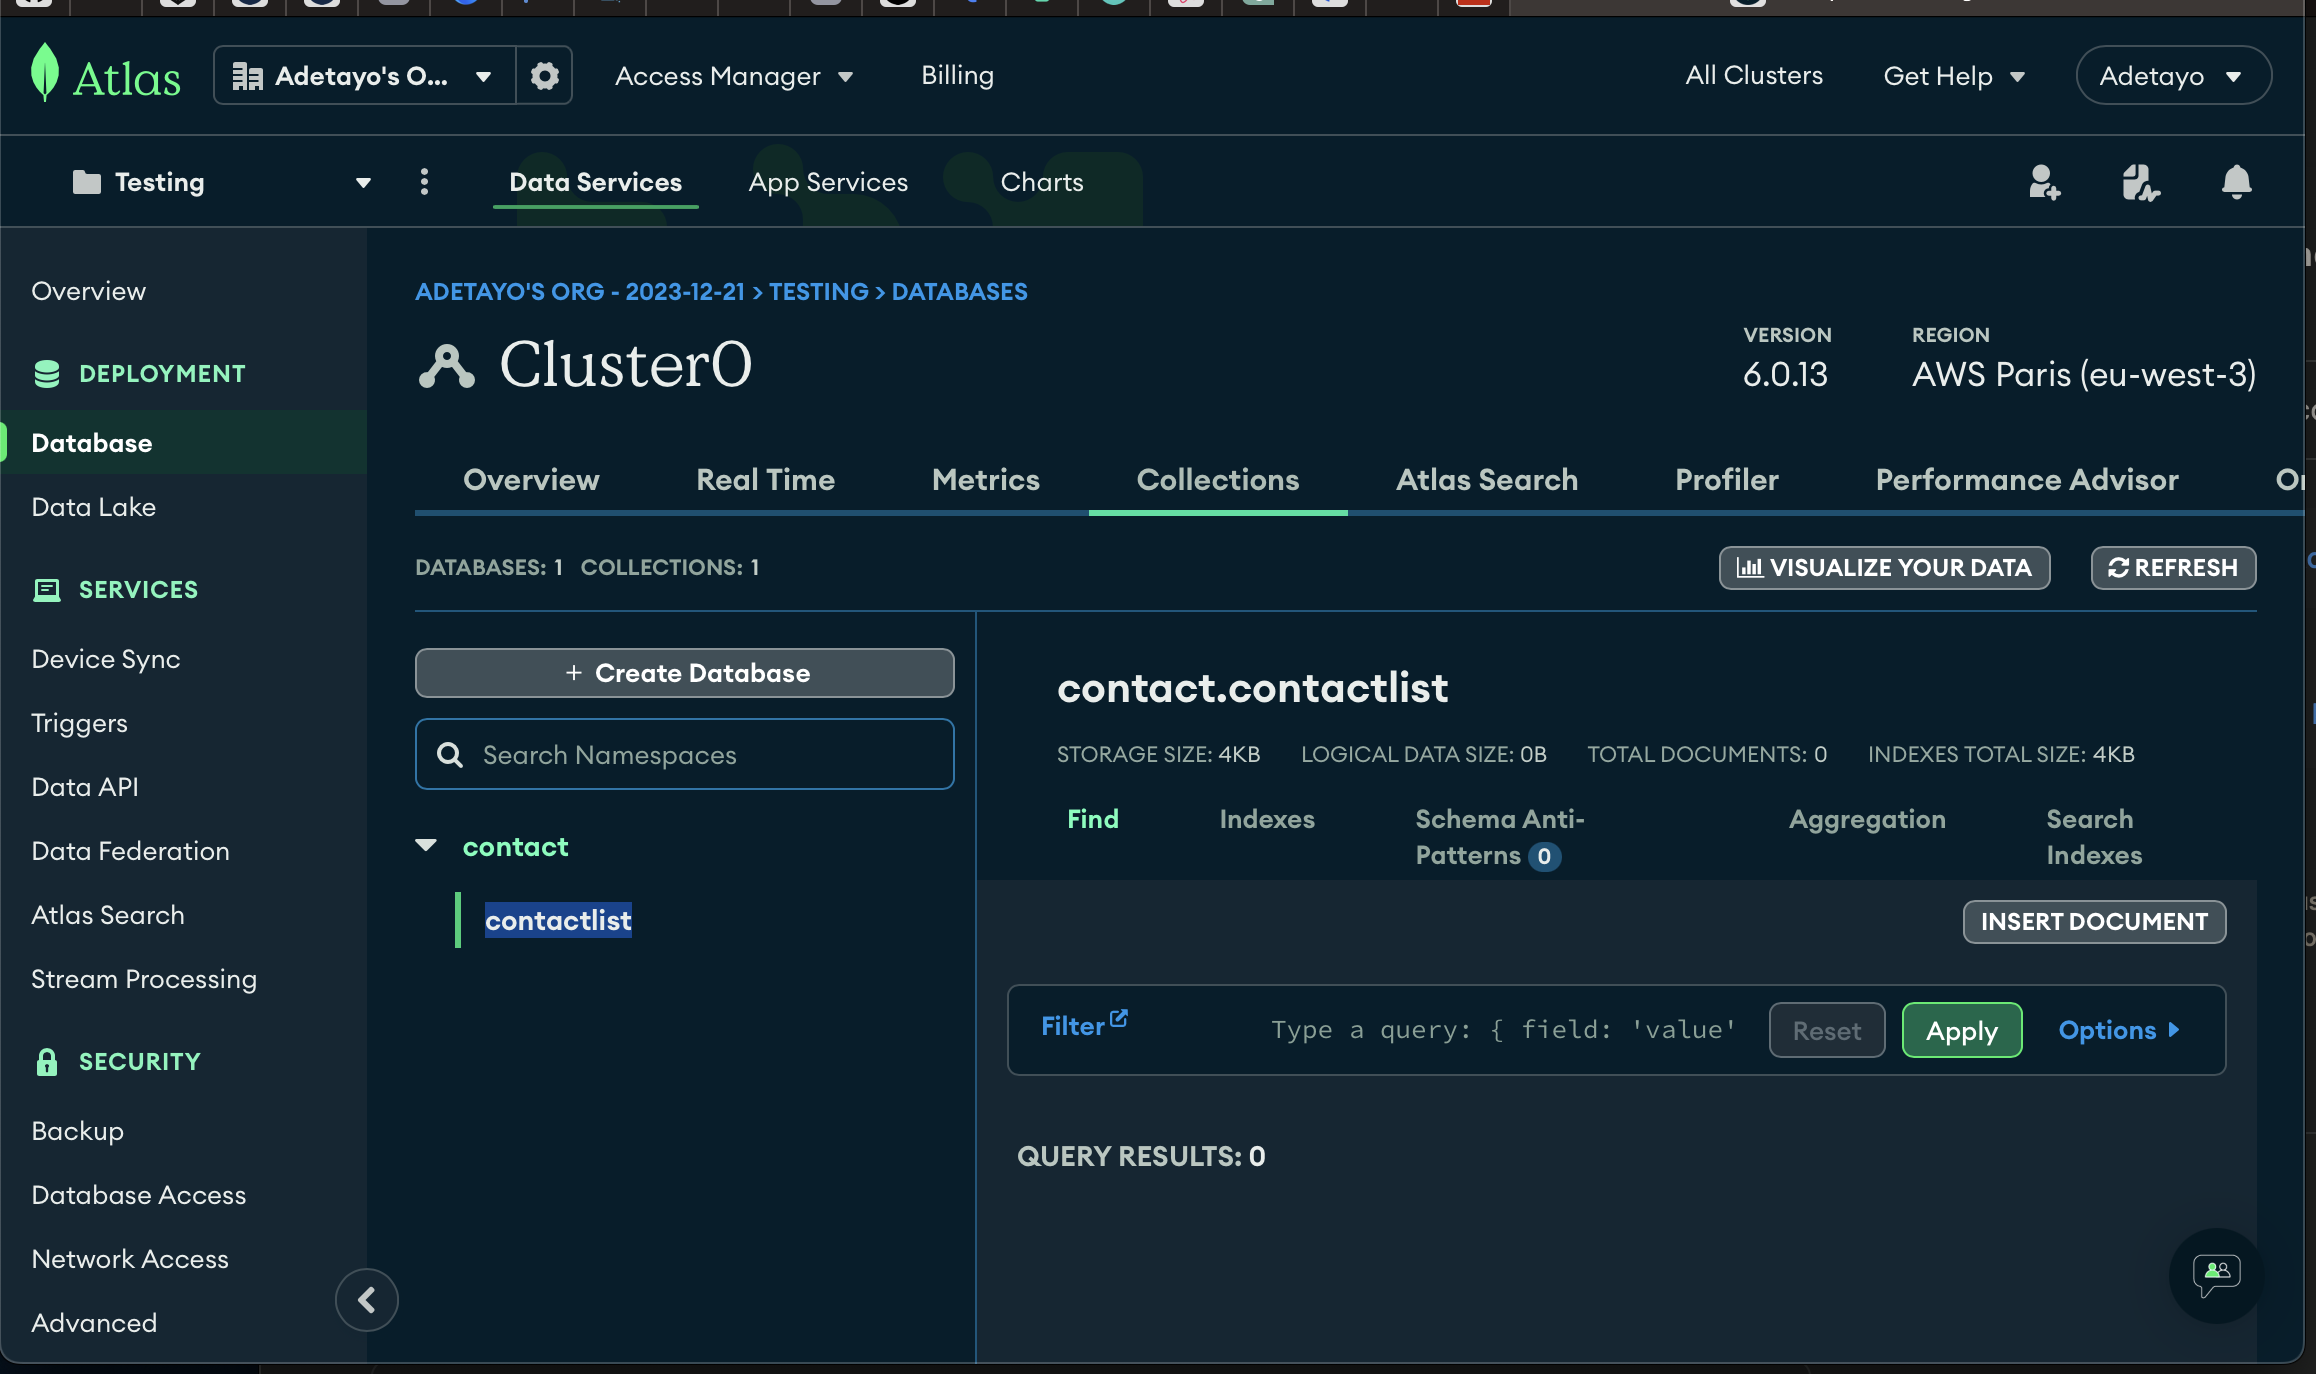 Atlas
Adetayo's O...
Access Manager
Billing
All Clusters
Get Help
Adetayo
Testing
Data Services
App Services
Charts
Overview
DEPLOYMENT
Database
Data Lake
SERVICES
Device Sync
Triggers
Data API
Data Federation
Atlas Search
Stream Processing
SECURITY
Backup
Database Access
Network Access
Advanced
ADETAYO'S ORG - 2023-12-21 > TESTING > DATABASES
Cluster0
VERSION
6.0.13
REGION
AWS Paris (eu-west-3)
Overview
Real Time
Metrics
Collections
Atlas Search
Profiler
Performance Advisor
DATABASES: 1 COLLECTIONS: 1
VISUALIZE YOUR DATA
REFRESH
+ Create Database
Search Namespaces
contact
contactlist
contact.contactlist
STORAGE SIZE: 4KB LOGICAL DATA SIZE: 0B TOTAL DOCUMENTS: 0 INDEXES TOTAL SIZE: 4KB
Find
Indexes
Schema Anti-
Patterns 0
Aggregation
Search
Indexes
INSERT DOCUMENT
Filter
Type a query: { field: 'value'
Reset
Apply
Options
QUERY RESULTS: 0